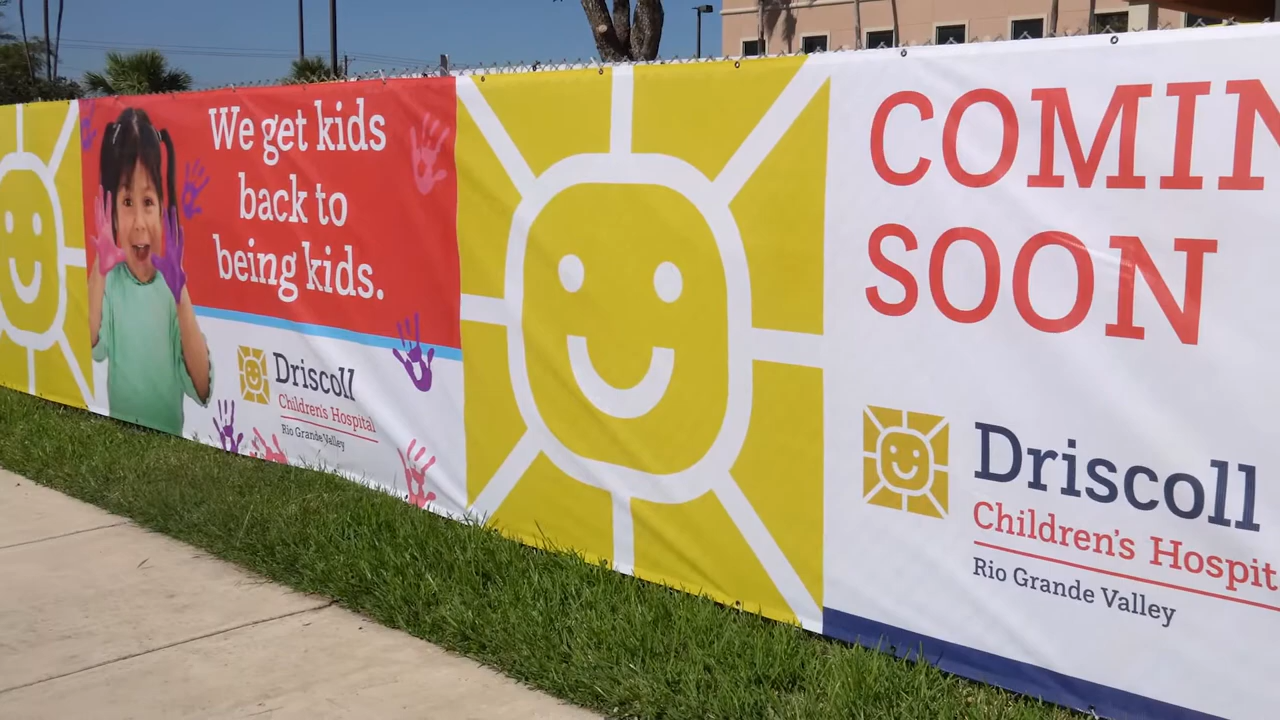 We get kids
back to
being kids.
Driscoll
Children's Hospital
Rio Grande Valley
COMIN
SOON
Driscoll
Children's Hospit
Rio Grande Valley